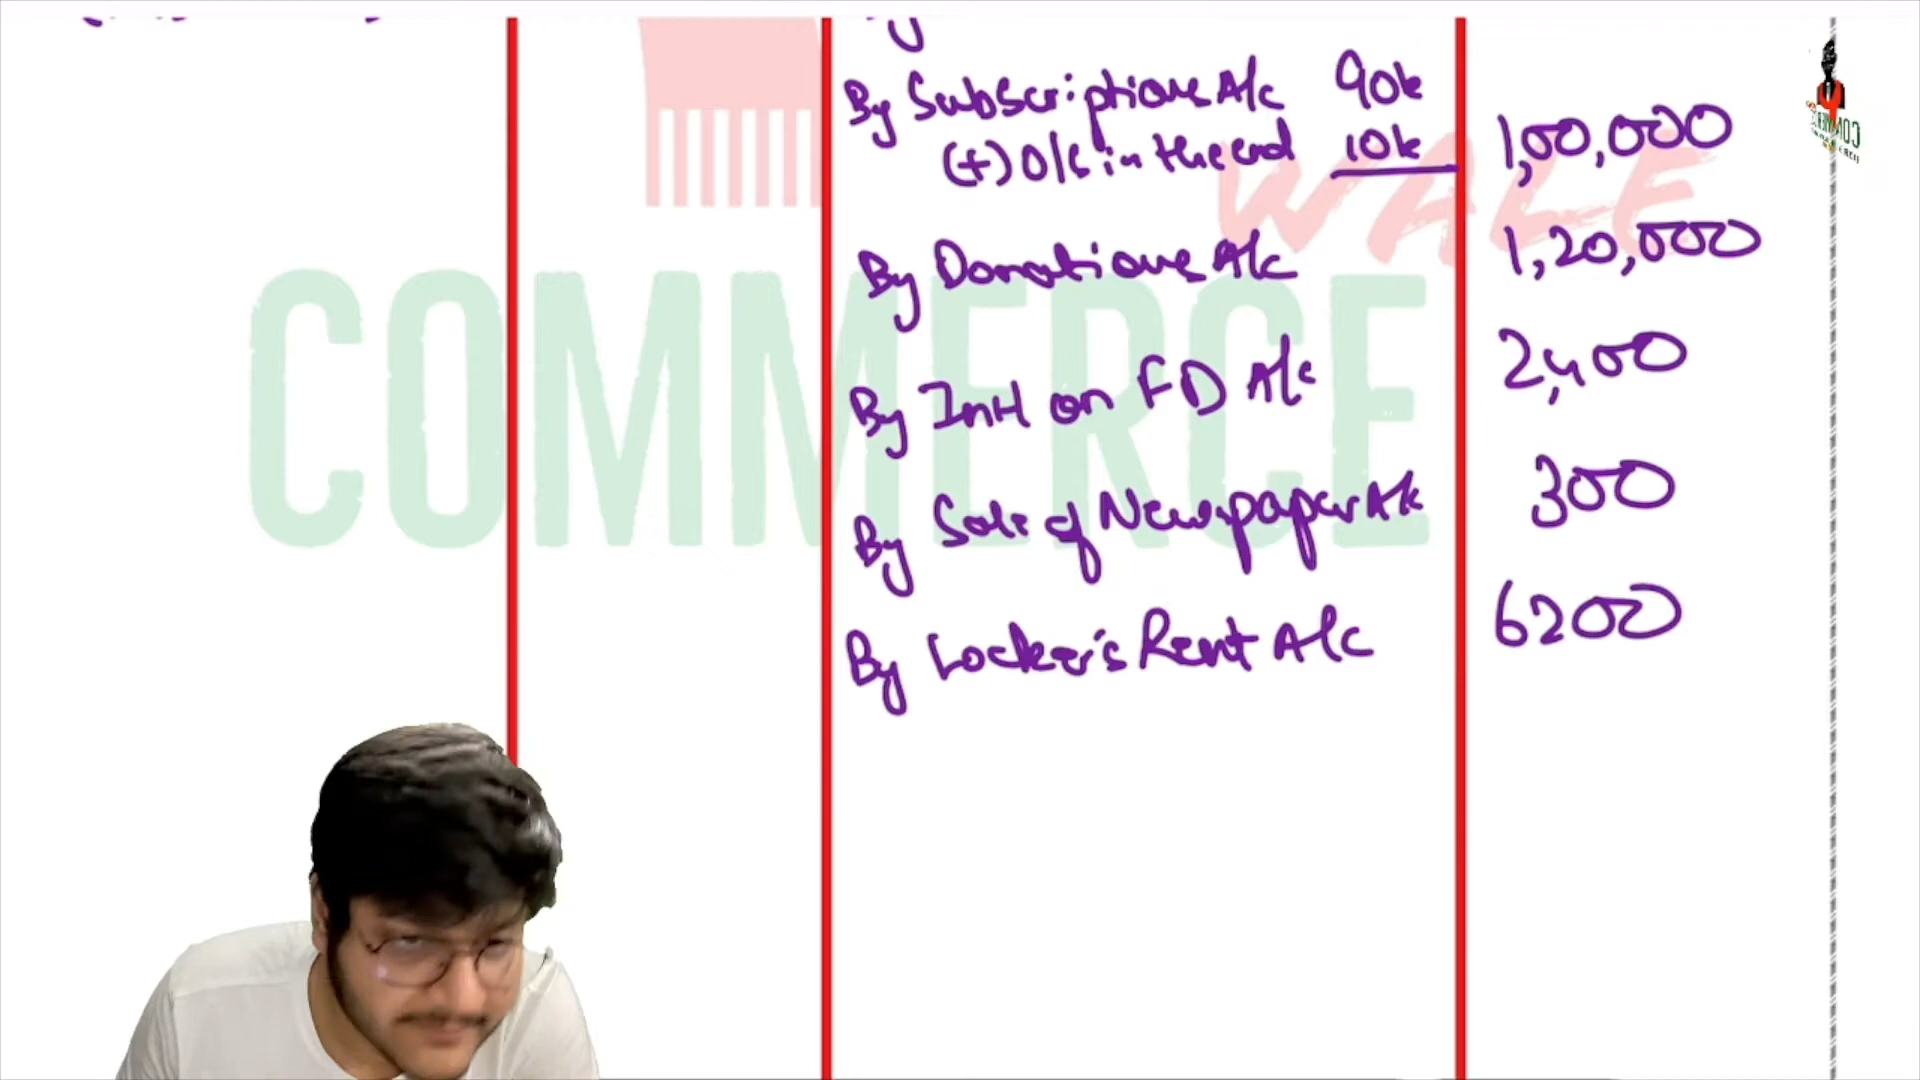 By Subscriptions A/c 90k
(+) O/S in the end 10k 1,00,000
By Donations A/c 1,20,000
By Int on FD A/c 2,400
By Sale of Newspaper A/c 300
By Locker's Rent A/c 6200
COMMERCE
WALE